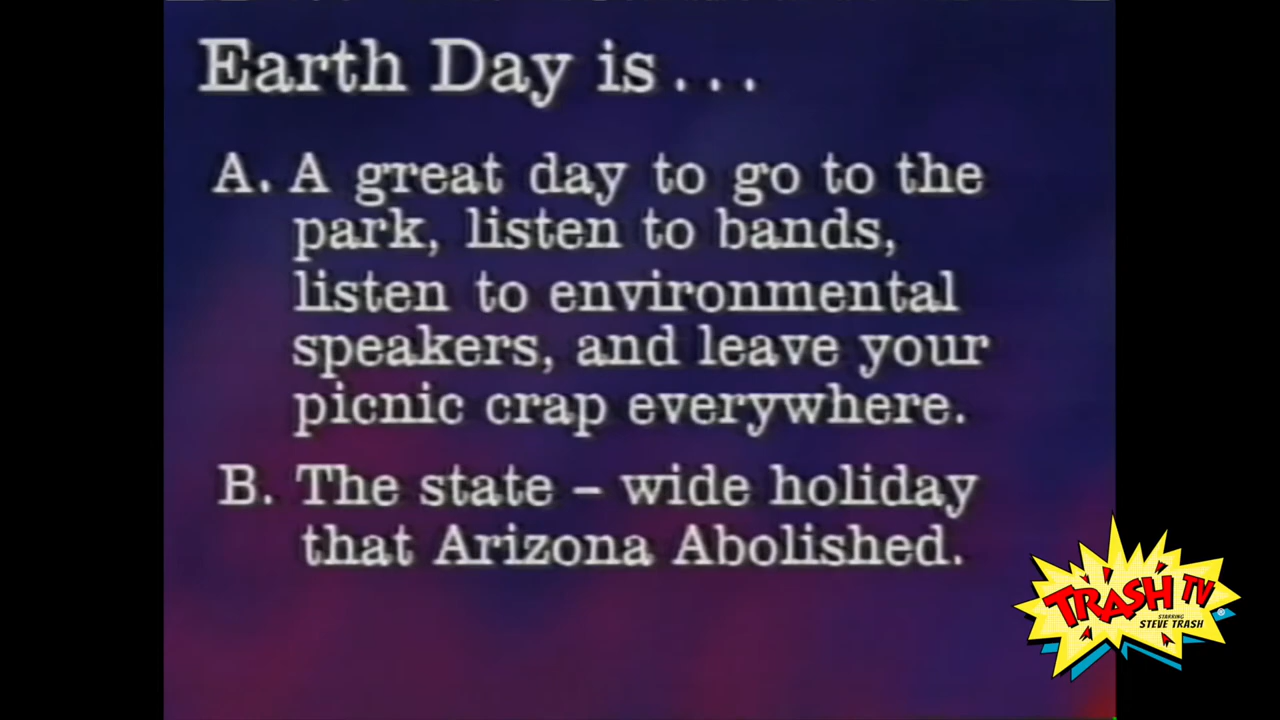 Earth Day is...
A. A great day to go to the
park, listen to bands,
listen to environmental
speakers, and leave your
picnic crap everywhere.
B. The state – wide holiday
that Arizona Abolished.
TRASH TV
STARRING
STEVE TRASH
®